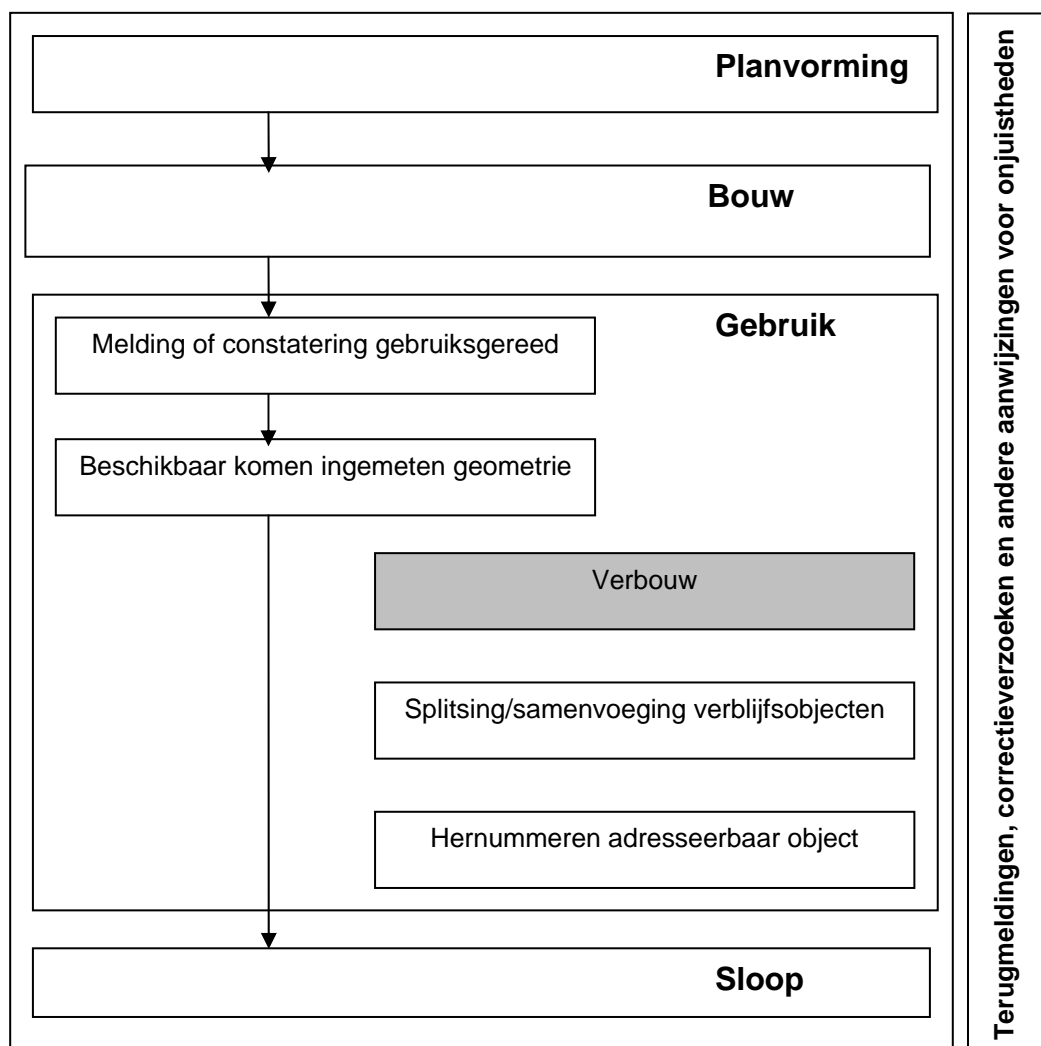 Planvorming
Bouw
Gebruik
Melding of constatering gebruiksgereed
Beschikbaar komen ingemeten geometrie
Verbouw
Splitsing/samenvoeging verblijfsobjecten
Hernummeren adresseerbaar object
Sloop
Terugmeldingen, correctieverzoeken en andere aanwijzingen voor onjuistheden